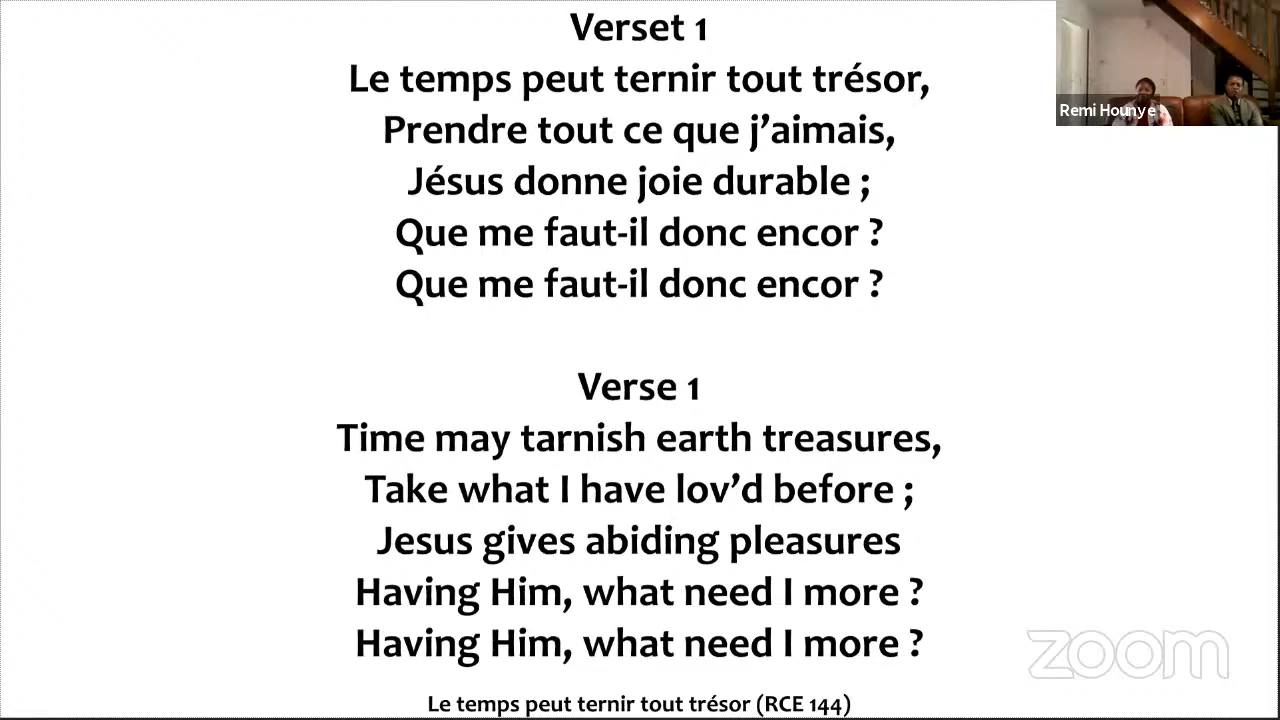 Verset 1
Le temps peut ternir tout trésor,
Prendre tout ce que j’aimais,
Jésus donne joie durable ;
Que me faut-il donc encor ?
Que me faut-il donc encor ?
Verse 1
Time may tarnish earth treasures,
Take what I have lov’d before ;
Jesus gives abiding pleasures
Having Him, what need I more ?
Having Him, what need I more ?
Le temps peut ternir tout trésor (RCE 144)
Remi Hounye
zoom